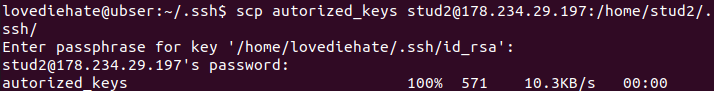 lovediehate@ubser:~/.ssh$ scp autorized_keys stud2@178.234.29.197:/home/stud2/.
ssh/
Enter passphrase for key '/home/lovediehate/.ssh/id_rsa':
stud2@178.234.29.197's password:
autorized_keys 100% 571 10.3KB/s 00:00